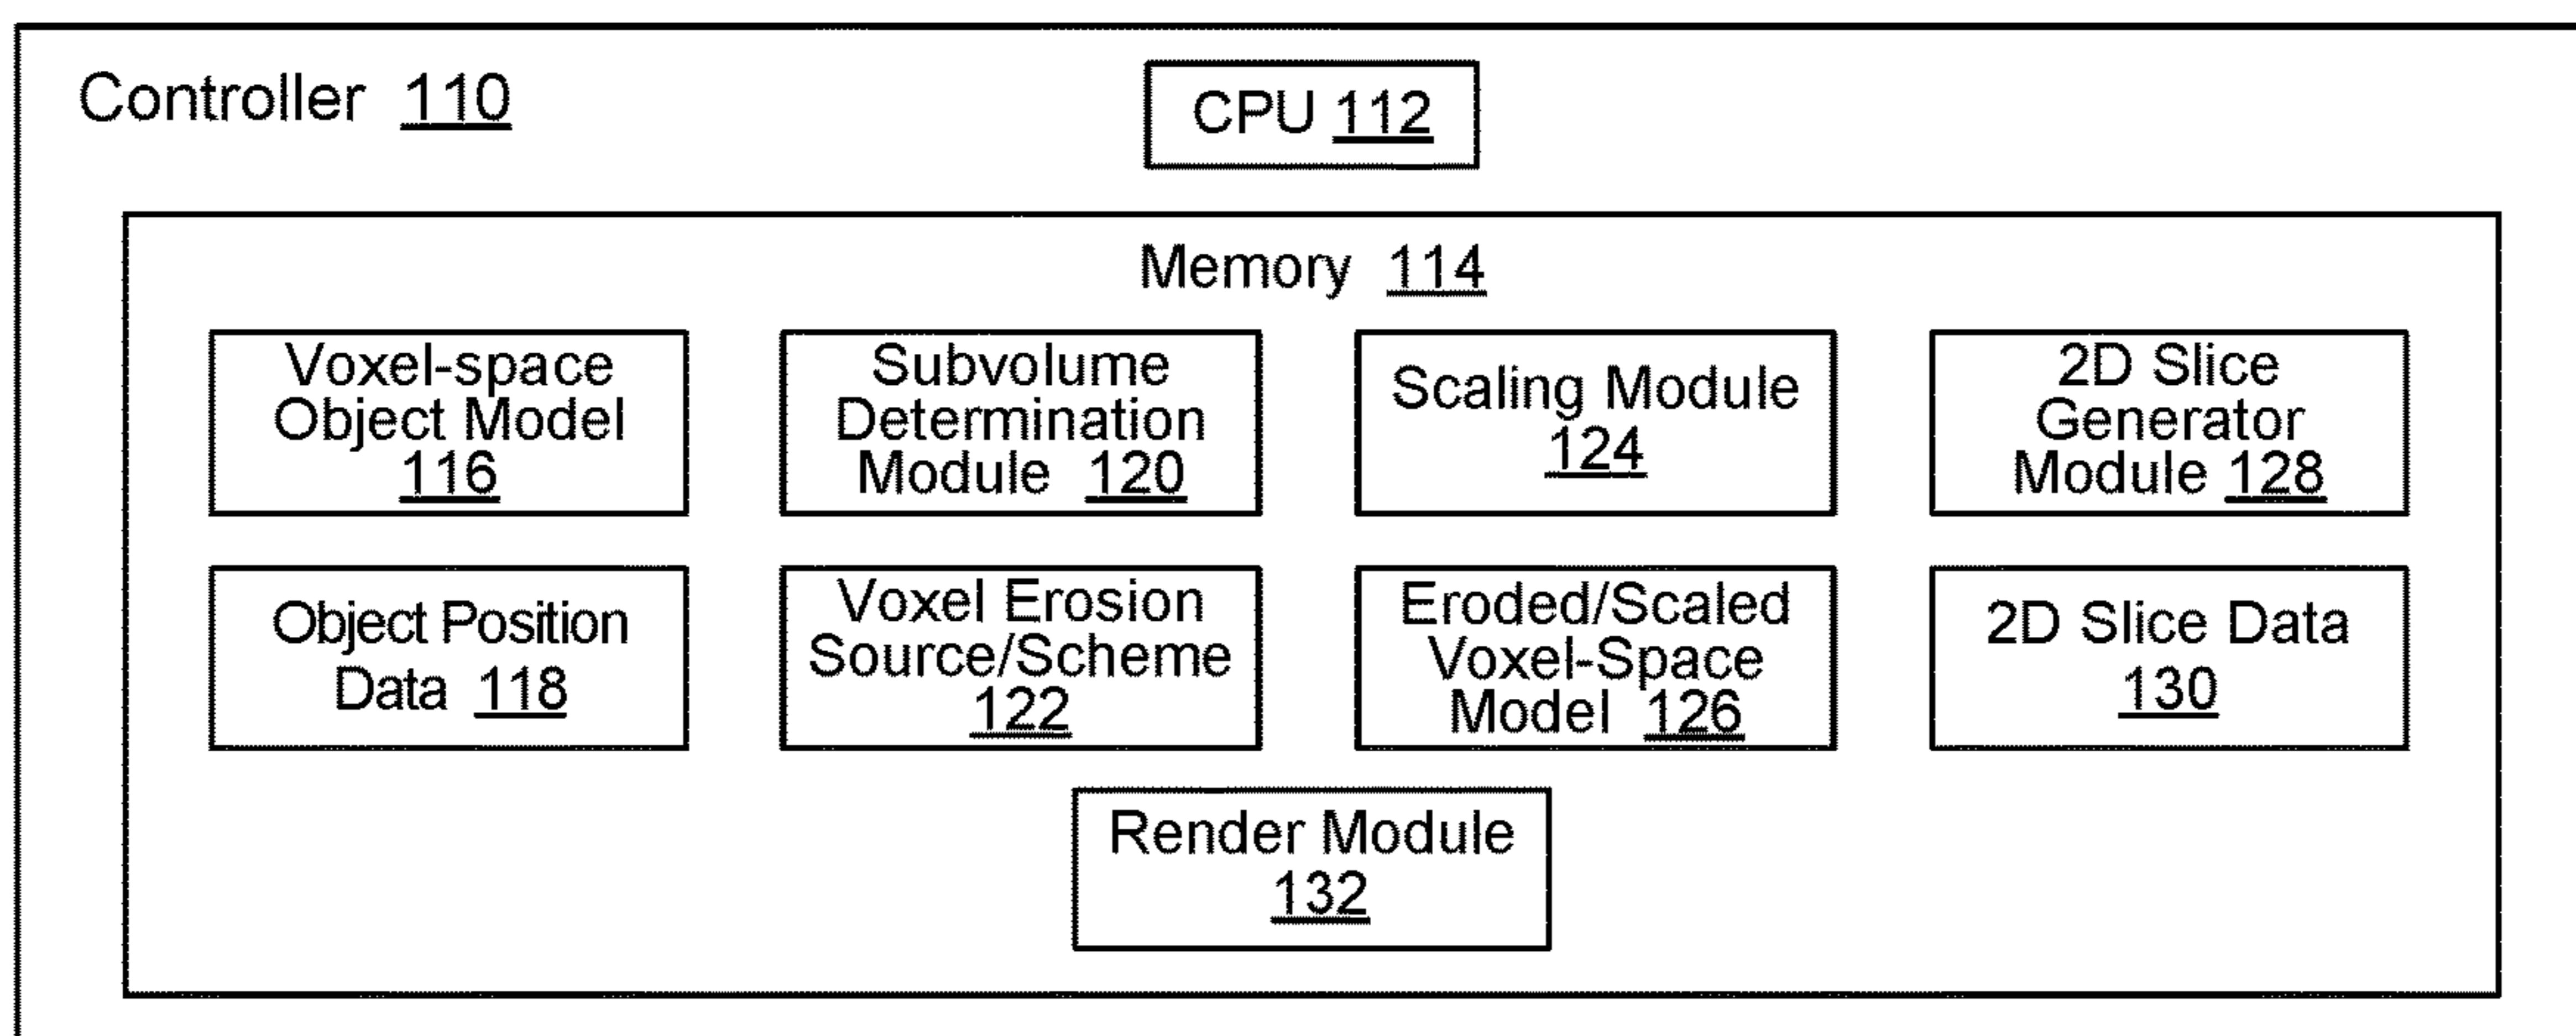 Controller 110
CPU 112
Memory 114
Voxel-space
Object Model
116
Subvolume
Determination
Module 120
Scaling Module
124
2D Slice
Generator
Module 128
Object Position
Data 118
Voxel Erosion
Source/Scheme
122
Eroded/Scaled
Voxel-Space
Model 126
2D Slice Data
130
Render Module
132